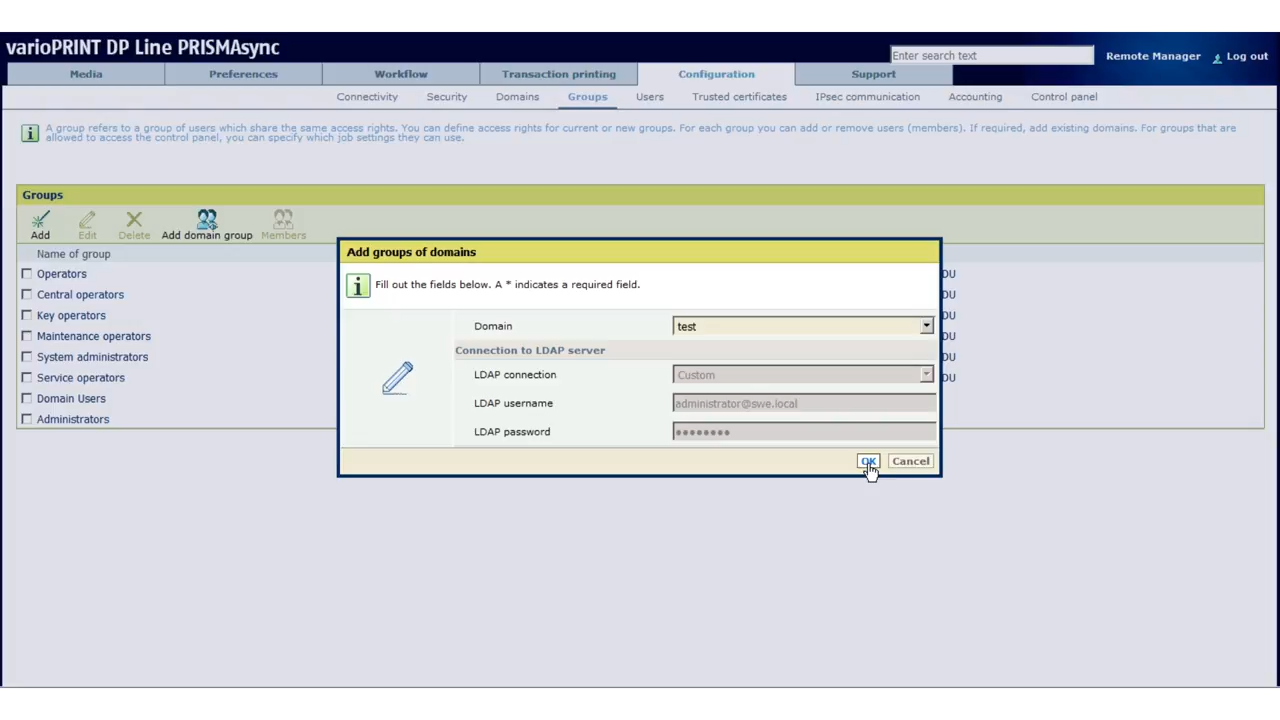 varioPRINT DP Line PRISMAsync
Enter search text
Remote Manager
Log out
Media Preferences Workflow Transaction printing Configuration Support
Connectivity Security Domains Groups Users Trusted certificates IPsec communication Accounting Control panel
A group refers to a group of users which share the same access rights. You can define access rights for current or new groups. For each group you can add or remove users (members). If required, add existing domains. For groups that are
allowed to access the control panel, you can specify which job settings they can use.
Groups
Add Edit Delete Add domain group Members
Name of group
Operators DU
Central operators DU
Key operators DU
Maintenance operators DU
System administrators DU
Service operators DU
Domain Users
Administrators
Add groups of domains
Fill out the fields below. A * indicates a required field.
Domain test
Connection to LDAP server
LDAP connection Custom
LDAP username administrator@swe.local
LDAP password ••••••••
OK Cancel